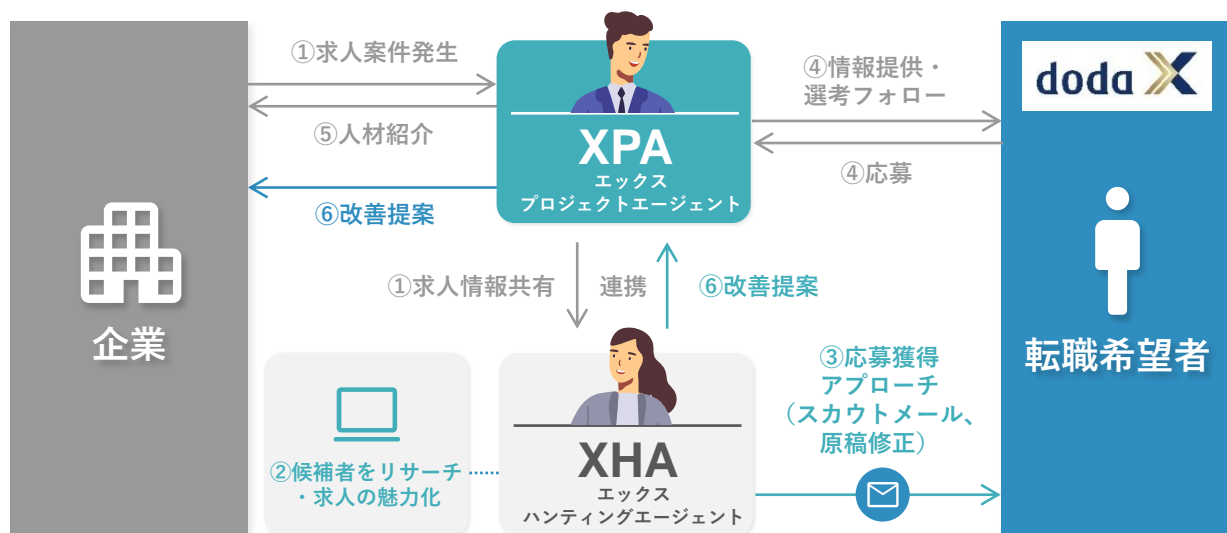 企業
①求人案件発生
⑤人材紹介
⑥改善提案
XPA
エックス
プロジェクトエージェント
④情報提供・
選考フォロー
④応募
doda X
転職希望者
①求人情報共有
連携
⑥改善提案
②候補者をリサーチ
・求人の魅力化
XHA
エックス
ハンティングエージェント
③応募獲得
アプローチ
（スカウトメール、
原稿修正）